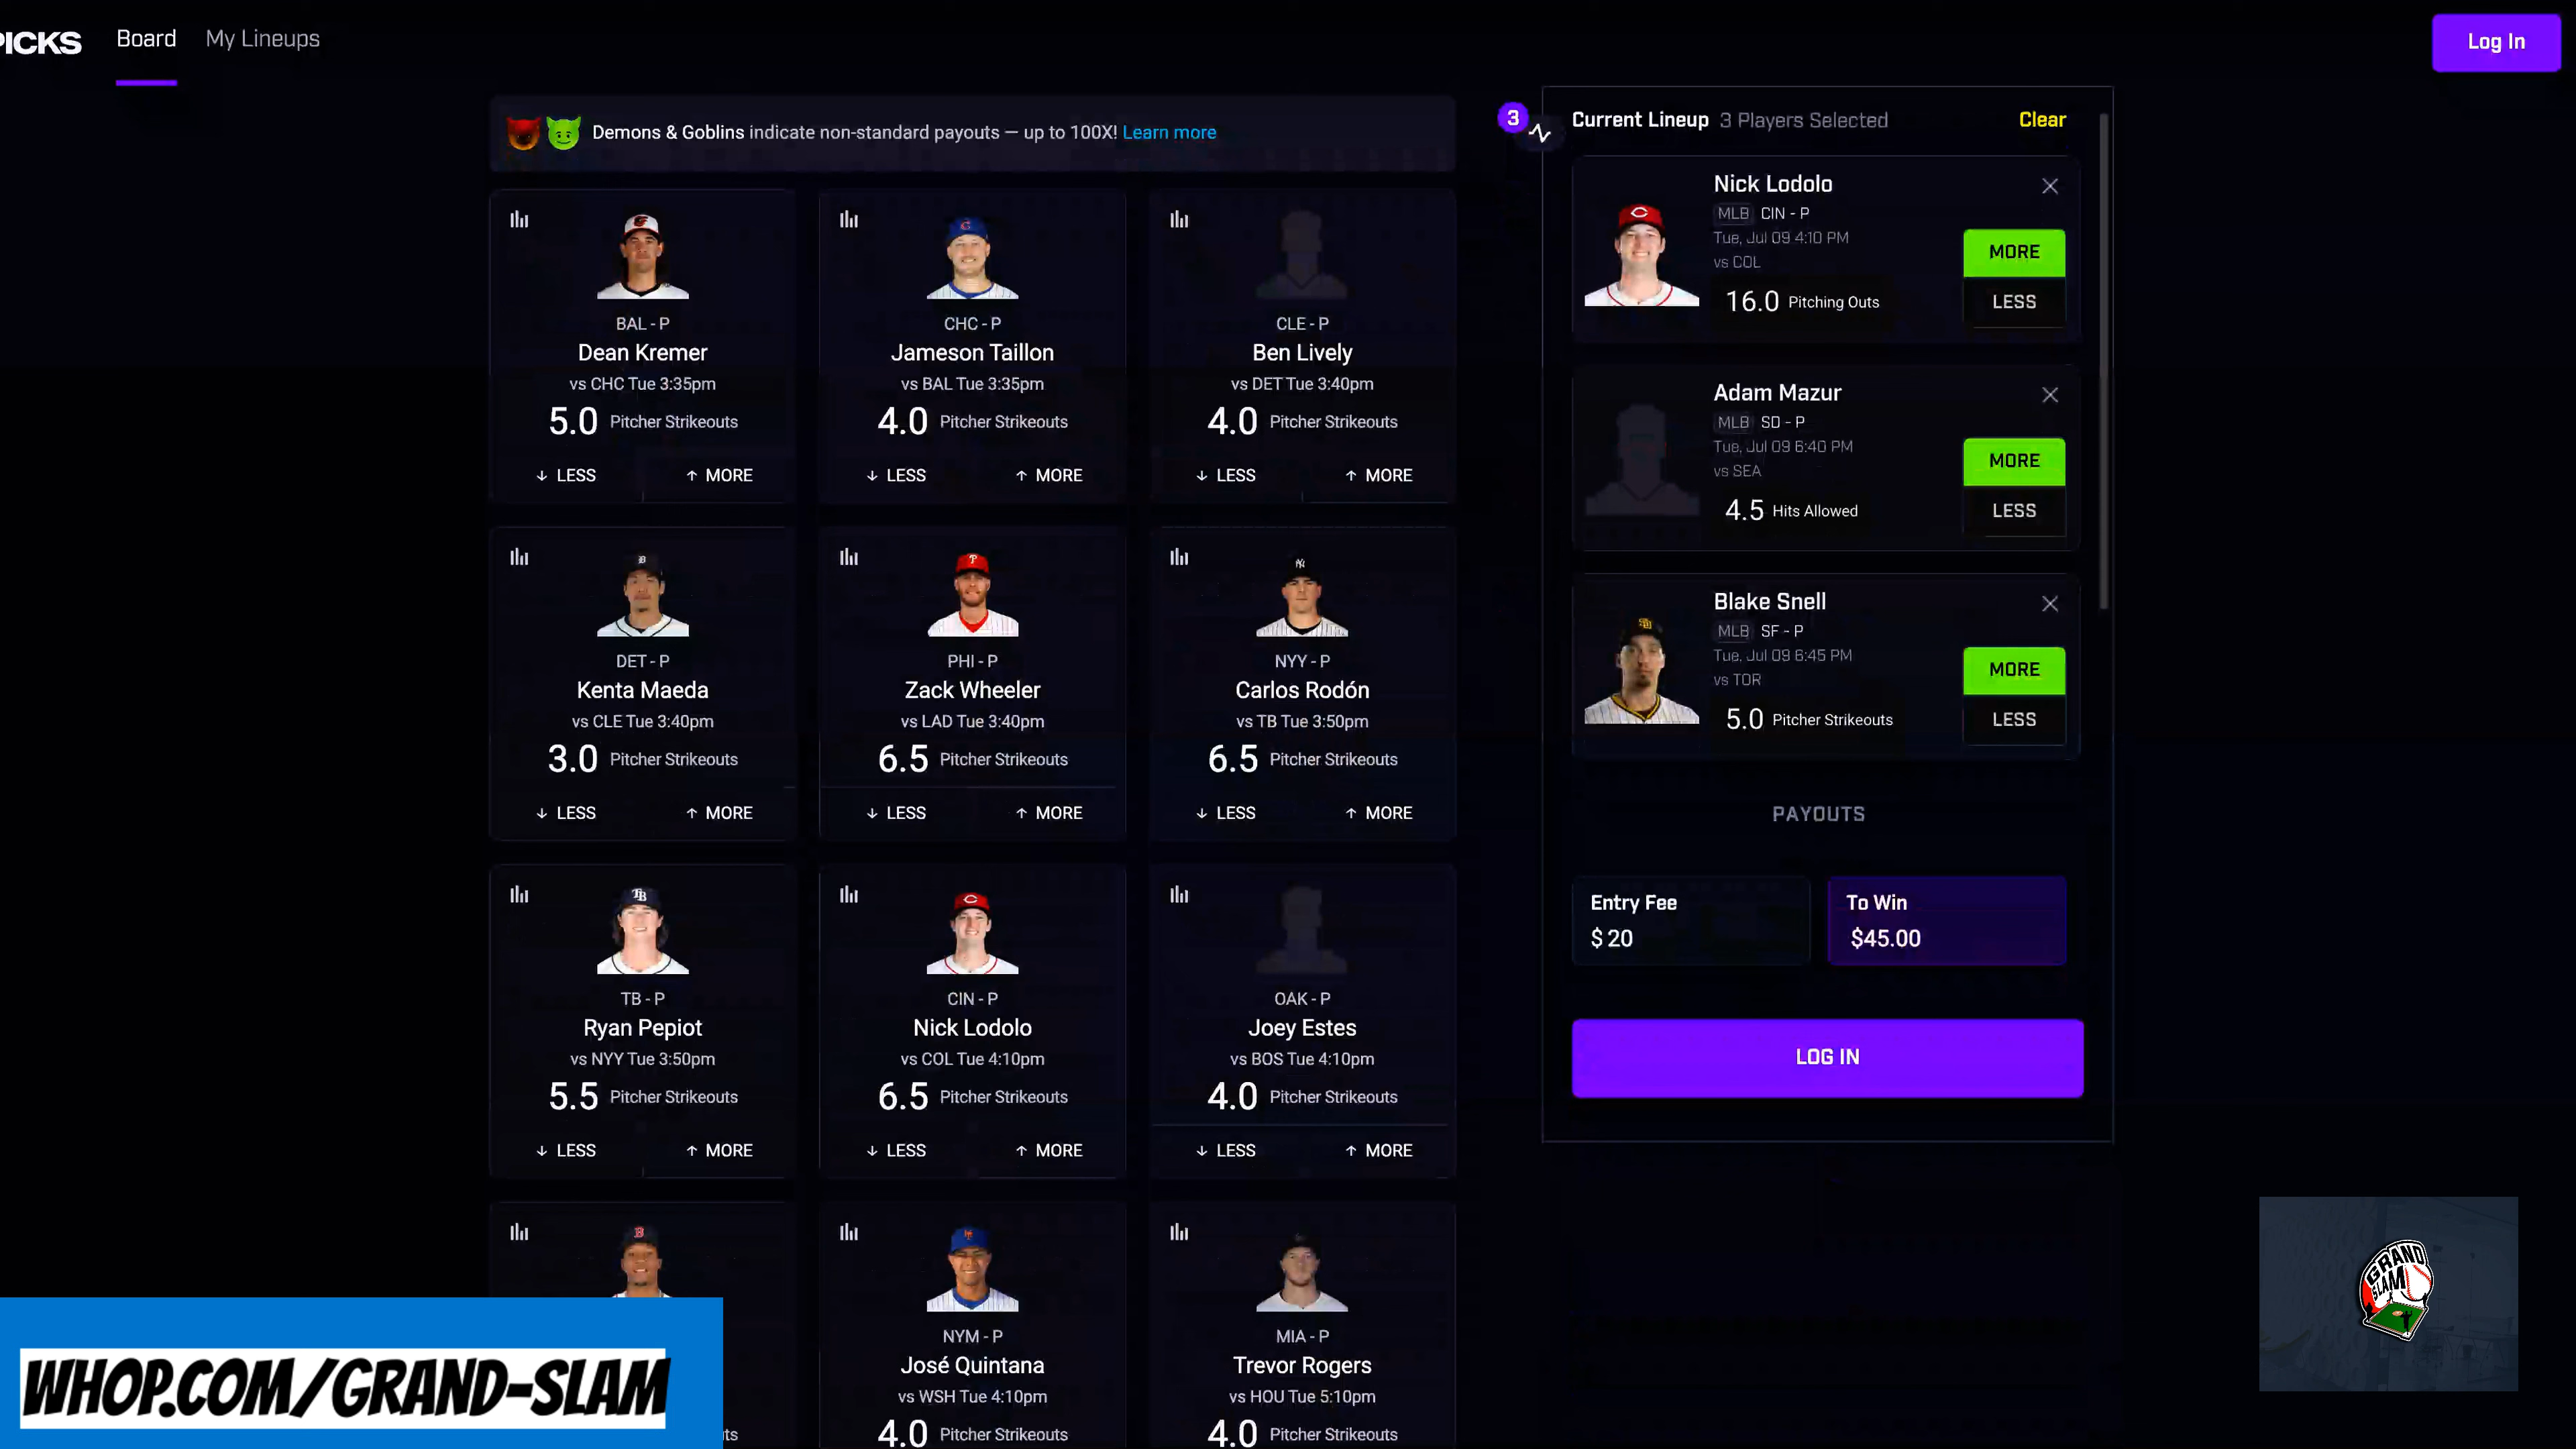 PICKS
Board
My Lineups
Log In
Demons & Goblins indicate non-standard payouts — up to 100X! Learn more
BAL - P
Dean Kremer
vs CHC Tue 3:35pm
5.0 Pitcher Strikeouts
↓ LESS ↑ MORE
CHC - P
Jameson Taillon
vs BAL Tue 3:35pm
4.0 Pitcher Strikeouts
↓ LESS ↑ MORE
CLE - P
Ben Lively
vs DET Tue 3:40pm
4.0 Pitcher Strikeouts
↓ LESS ↑ MORE
DET - P
Kenta Maeda
vs CLE Tue 3:40pm
3.0 Pitcher Strikeouts
↓ LESS ↑ MORE
PHI - P
Zack Wheeler
vs LAD Tue 3:40pm
6.5 Pitcher Strikeouts
↓ LESS ↑ MORE
NYY - P
Carlos Rodón
vs TB Tue 3:50pm
6.5 Pitcher Strikeouts
↓ LESS ↑ MORE
TB - P
Ryan Pepiot
vs NYY Tue 3:50pm
5.5 Pitcher Strikeouts
↓ LESS ↑ MORE
CIN - P
Nick Lodolo
vs COL Tue 4:10pm
6.5 Pitcher Strikeouts
↓ LESS ↑ MORE
OAK - P
Joey Estes
vs BOS Tue 4:10pm
4.0 Pitcher Strikeouts
↓ LESS ↑ MORE
NYM - P
José Quintana
vs WSH Tue 4:10pm
4.0 Pitcher Strikeouts
MIA - P
Trevor Rogers
vs HOU Tue 5:10pm
4.0 Pitcher Strikeouts
3
Current Lineup 3 Players Selected Clear
Nick Lodolo
MLB CIN - P
Tue, Jul 09 4:10 PM
vs COL
16.0 Pitching Outs
MORE
LESS
Adam Mazur
MLB SD - P
Tue, Jul 09 6:40 PM
vs SEA
4.5 Hits Allowed
MORE
LESS
Blake Snell
MLB SF - P
Tue, Jul 09 6:45 PM
vs TOR
5.0 Pitcher Strikeouts
MORE
LESS
PAYOUTS
Entry Fee
$ 20
To Win
$45.00
LOG IN
WHOP.COM/GRAND-SLAM
GRAND
SLAM